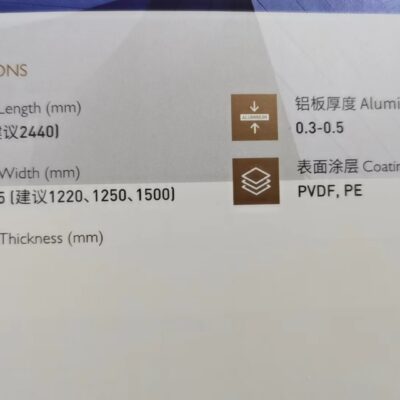 ONS
Length (mm)
建议2440)
Width (mm)
5 (建议1220、1250、1500)
Thickness (mm)
ALUMINUM
铝板厚度 Alumi
0.3-0.5
表面涂层 Coatin
PVDF, PE